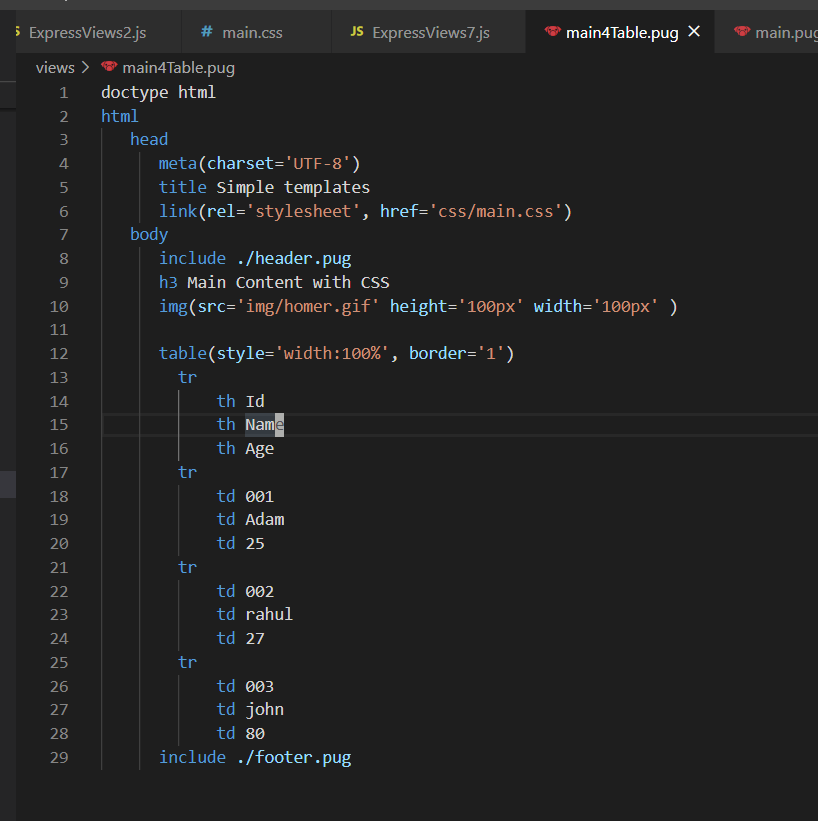 ExpressViews2.js # main.css JS ExpressViews7.js main4Table.pug × main.pug
views > main4Table.pug
1 doctype html
2 html
3 head
4 meta(charset='UTF-8')
5 title Simple templates
6 link(rel='stylesheet', href='css/main.css')
7 body
8 include ./header.pug
9 h3 Main Content with CSS
10 img(src='img/homer.gif' height='100px' width='100px' )
11
12 table(style='width:100%', border='1')
13 tr
14 th Id
15 th Name
16 th Age
17 tr
18 td 001
19 td Adam
20 td 25
21 tr
22 td 002
23 td rahul
24 td 27
25 tr
26 td 003
27 td john
28 td 80
29 include ./footer.pug